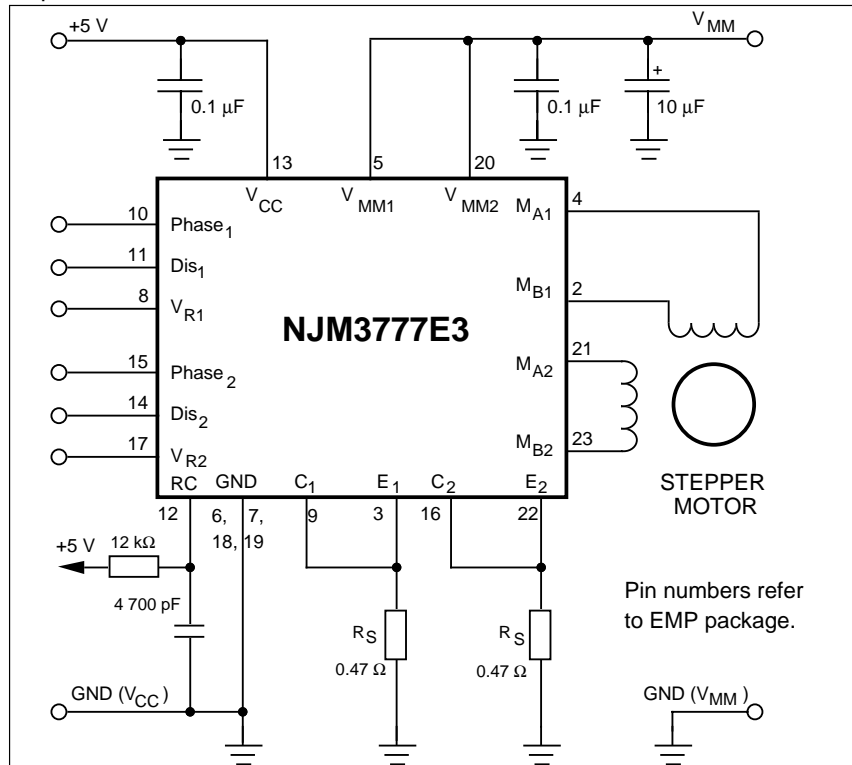 +5 V
V MM
+
0.1 μF
0.1 μF
10 μF
13
5
20
V CC
V MM1
V MM2
M A1
4
10
Phase 1
11
Dis 1
M B1
2
8
V R1
NJM3777E3
21
15
Phase 2
M A2
14
Dis 2
17
V R2
M B2
23
RC
GND
C 1
E 1
C 2
E 2
STEPPER
MOTOR
12
6,
7,
9
3
16
22
18,
19
+5 V
12 kΩ
4 700 pF
Pin numbers refer
to EMP package.
R S
R S
0.47 Ω
0.47 Ω
GND (V CC )
GND (V MM )